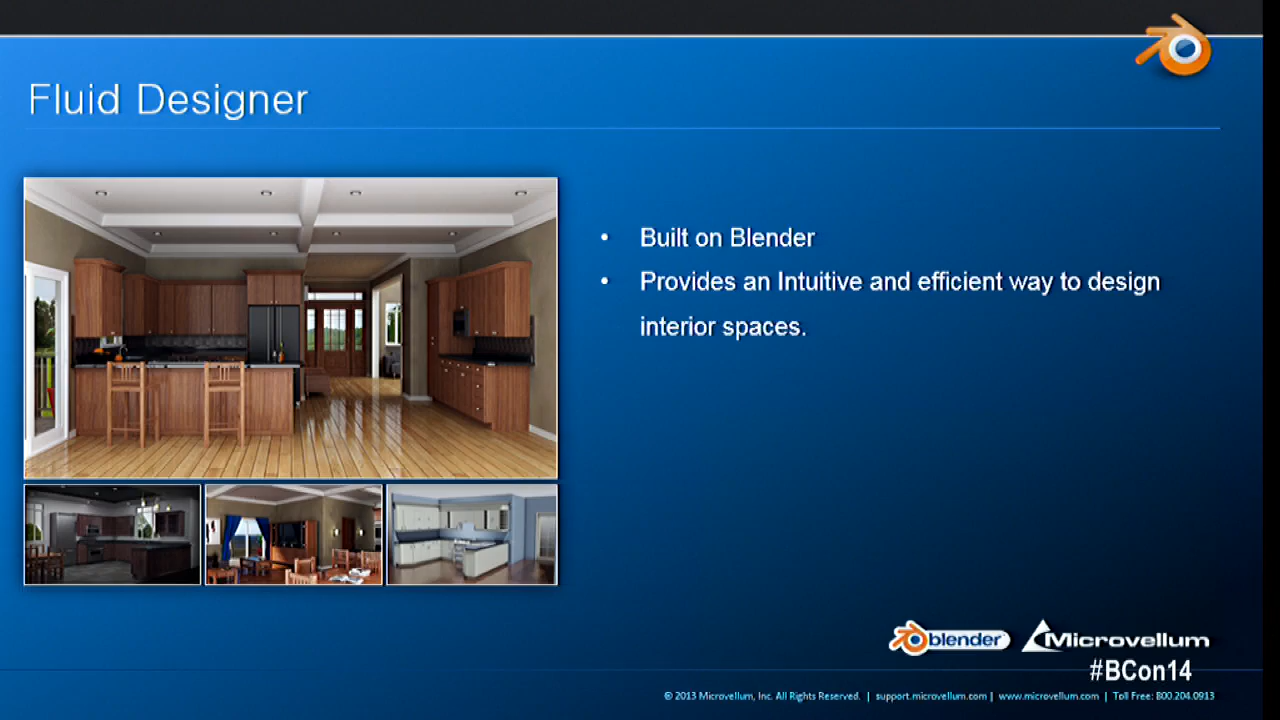 Fluid Designer
• Built on Blender
• Provides an Intuitive and efficient way to design
interior spaces.
blender
Microvellum
#BCon14
© 2013 Microvellum, Inc. All Rights Reserved. | support.microvellum.com | www.microvellum.com | Toll Free: 800.204.0913